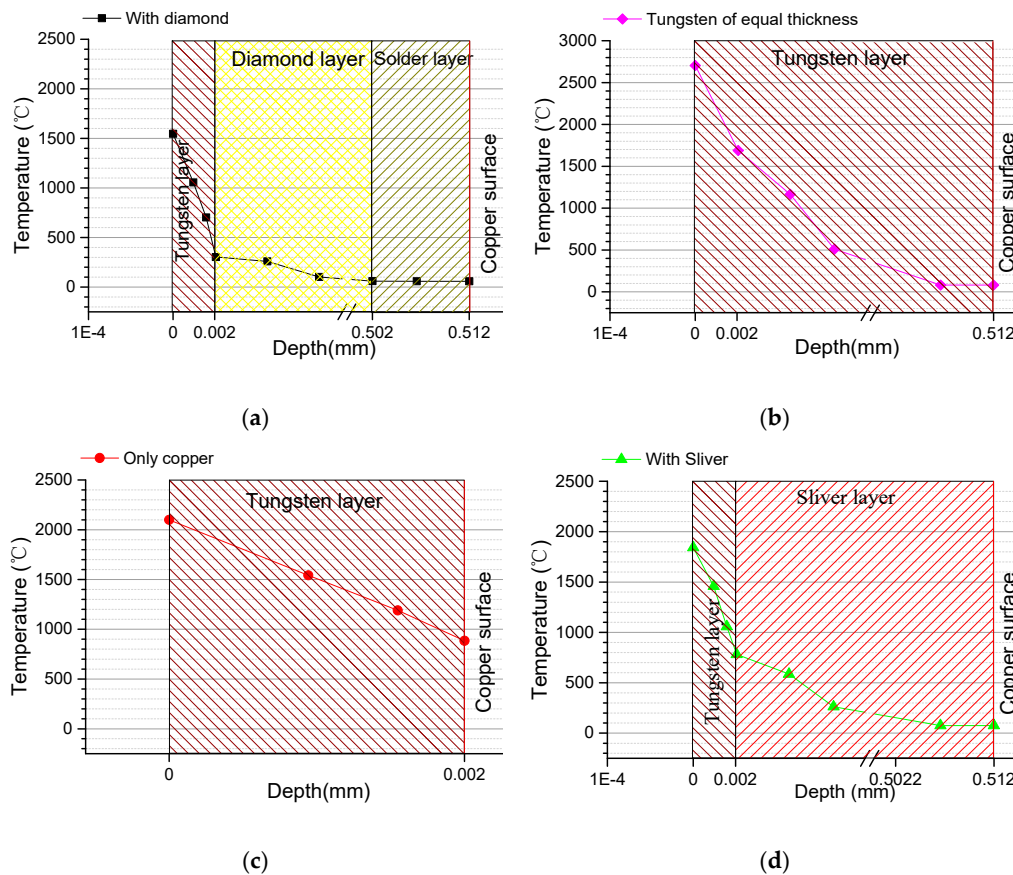 With diamond
2500
2000
1500
1000
500
0
Temperature (℃)
Tungsten layer
Diamond layer
Solder layer
Copper surface
1E-4
0
0.002
0.502
0.512
Depth(mm)
(a)
Tungsten of equal thickness
3000
2500
2000
1500
1000
500
0
Temperature (℃)
Tungsten layer
Copper surface
1E-4
0
0.002
0.512
Depth(mm)
(b)
Only copper
2500
2000
1500
1000
500
0
Temperature (℃)
Tungsten layer
Copper surface
0
0.002
Depth(mm)
(c)
With Sliver
2500
2000
1500
1000
500
0
Temperature (℃)
Tungsten layer
Sliver layer
Copper surface
1E-4
0
0.002
0.5022
0.512
Depth (mm)
(d)